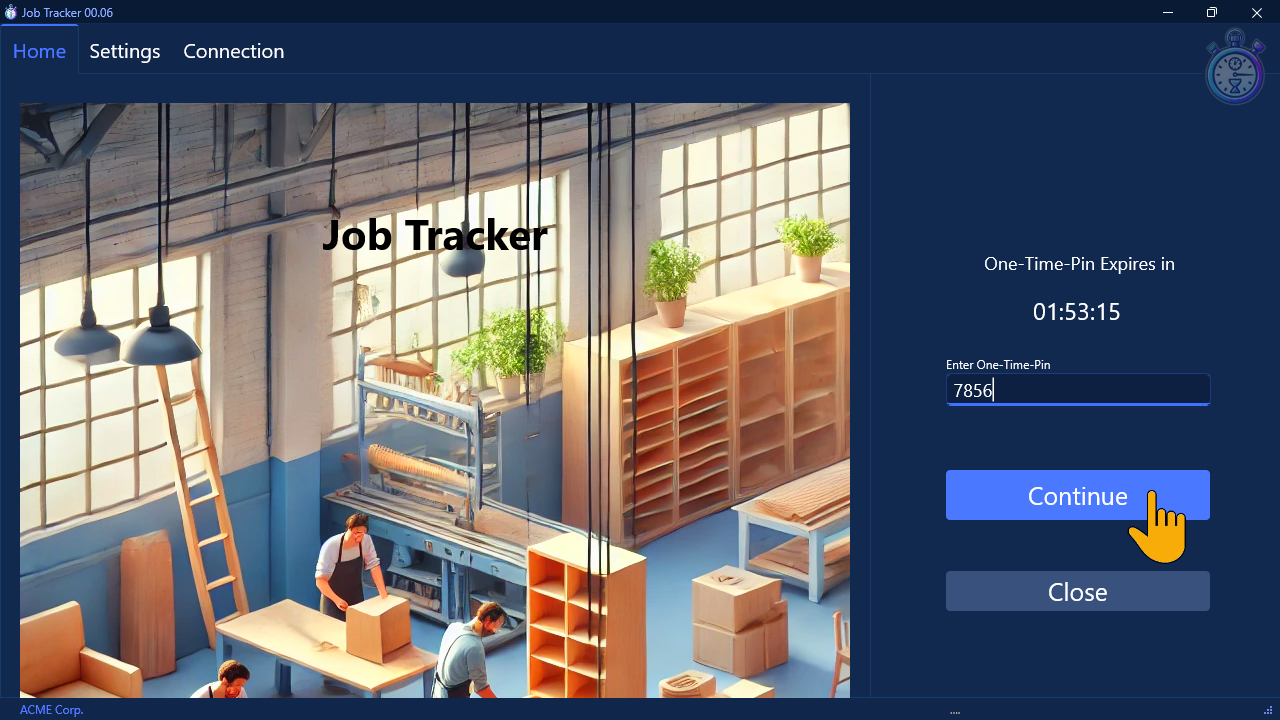 Job Tracker 00.06
Home Settings Connection
Job Tracker
One-Time-Pin Expires in
01:53:15
Enter One-Time-Pin
7856
Continue
Close
ACME Corp.
....